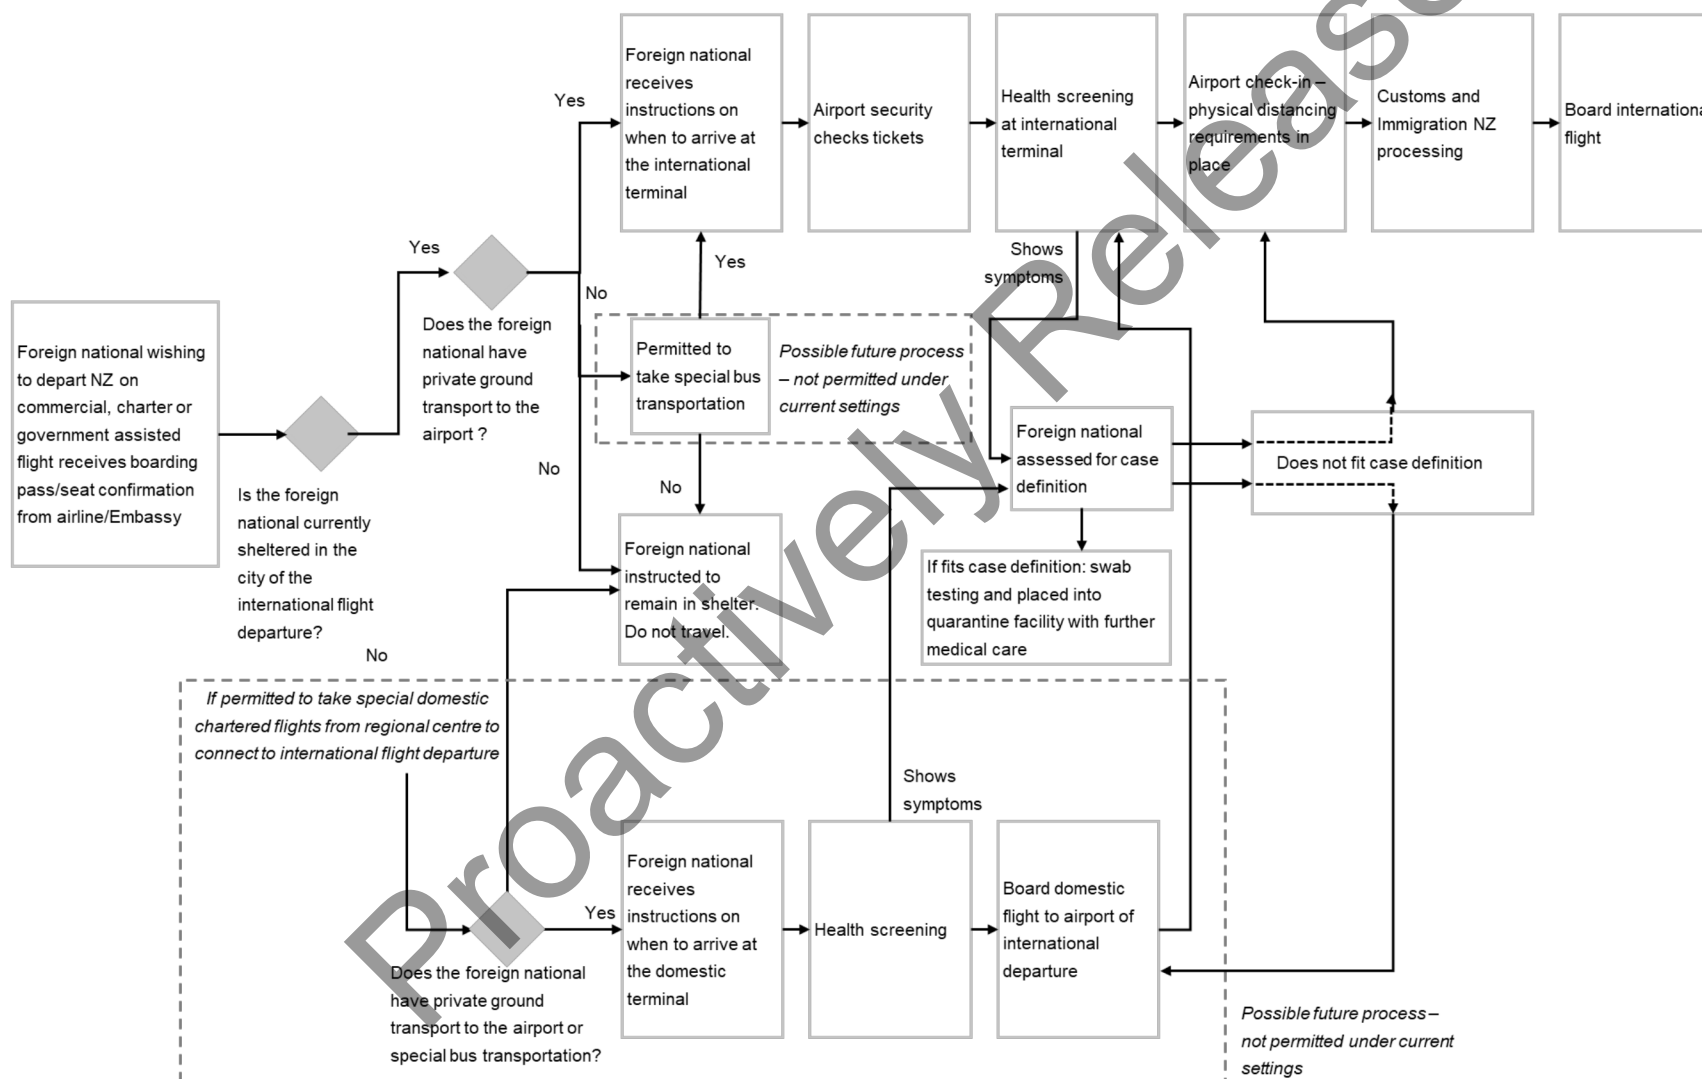 Foreign national wishing
to depart NZ on
commercial, charter or
government assisted
flight receives boarding
pass/seat confirmation
from airline/Embassy
Is the foreign
national currently
sheltered in the
city of the
international flight
departure?
Yes
No
Does the foreign
national have
private ground
transport to the
airport ?
Yes
No
No
Foreign national
receives
instructions on
when to arrive at
the international
terminal
Airport security
checks tickets
Health screening
at international
terminal
Airport check-in –
physical distancing
requirements in
place
Customs and
Immigration NZ
processing
Board internationa
flight
Yes
Permitted to
take special bus
transportation
Possible future process
– not permitted under
current settings
No
Foreign national
instructed to
remain in shelter.
Do not travel.
Shows
symptoms
Foreign national
assessed for case
definition
Does not fit case definition
If fits case definition: swab
testing and placed into
quarantine facility with further
medical care
If permitted to take special domestic
chartered flights from regional centre to
connect to international flight departure
Does the foreign national
have private ground
transport to the airport or
special bus transportation?
Yes
Foreign national
receives
instructions on
when to arrive at
the domestic
terminal
Health screening
Shows
symptoms
Board domestic
flight to airport of
international
departure
Possible future process –
not permitted under current
settings
Proactively Release